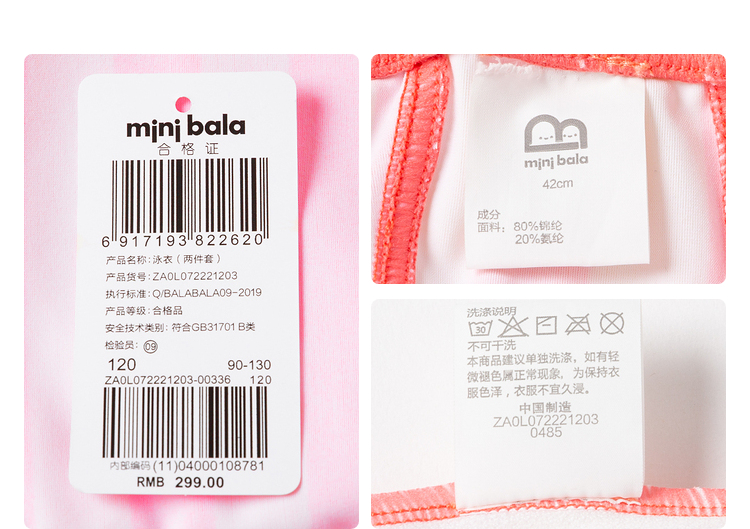 mini bala
合格证
6 917193 822620
产品名称: 泳衣 (两件套)
产品货号: ZA0L072221203
执行标准: Q/BALABALA09-2019
产品等级: 合格品
安全技术类别: 符合GB31701 B类
检验员: 09
120 90-130
ZA0L072221203-00336 120
内部编码 (11)04000108781
RMB 299.00
mini bala
42cm
成分
面料: 80%锦纶
20%氨纶
洗涤说明
30
不可干洗
本商品建议单独洗涤，如有轻
微褪色属正常现象，为保持衣
服色泽，衣服不宜久浸。
中国制造
ZA0L072221203
0485